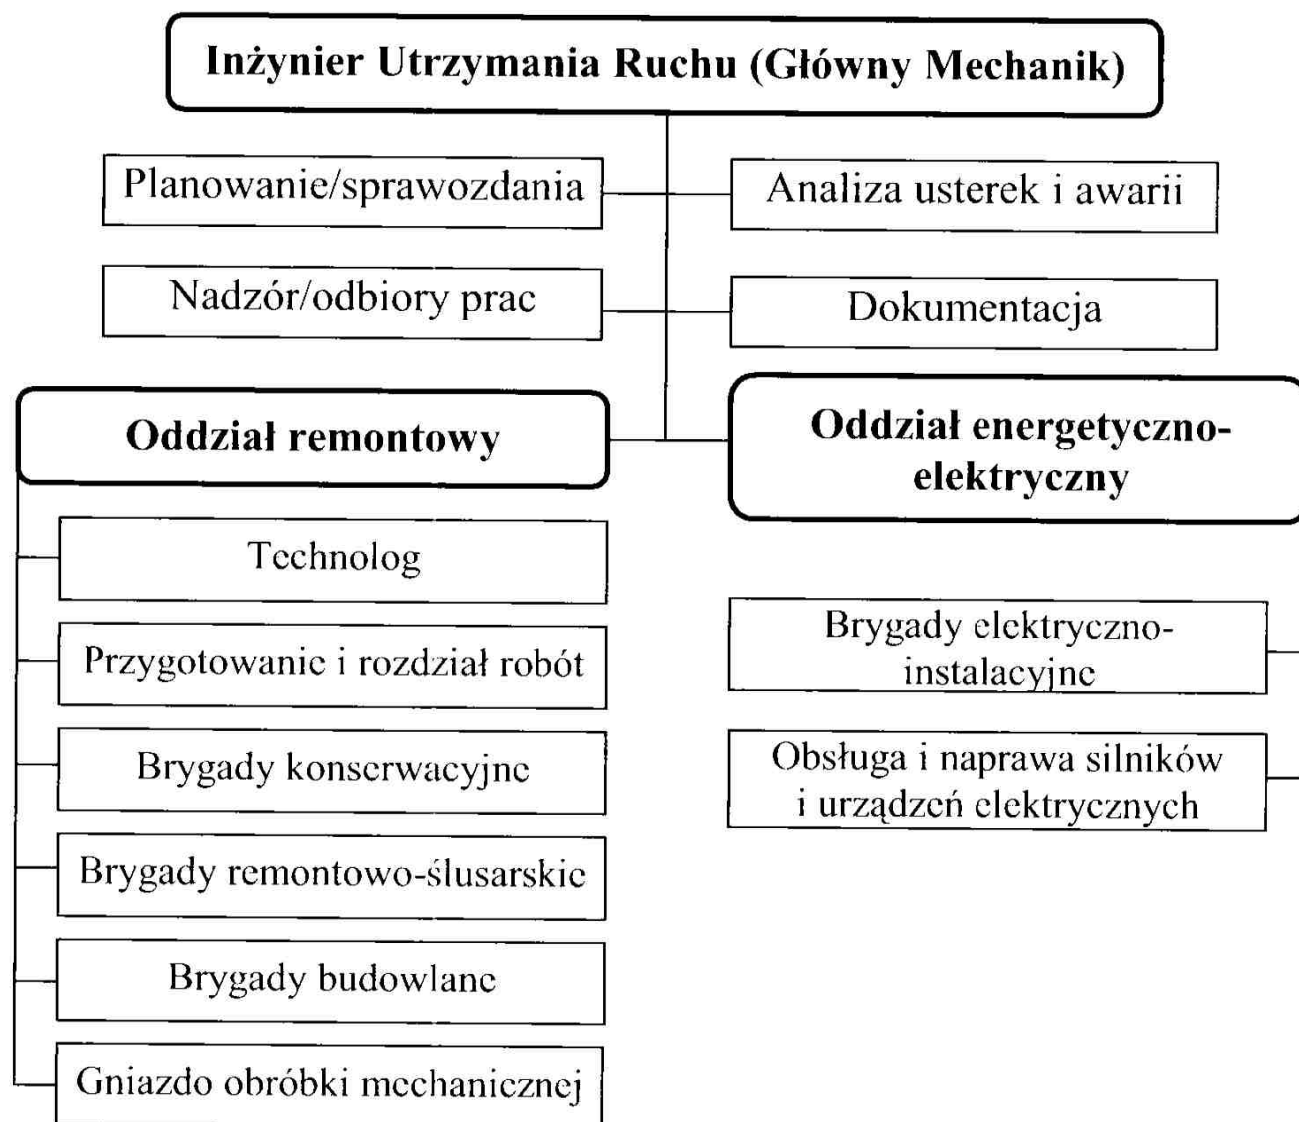 Inżynier Utrzymania Ruchu (Główny Mechanik)
Planowanie/sprawozdania
Analiza usterek i awarii
Nadzór/odbiory prac
Dokumentacja
Oddział remontowy
Oddział energetyczno-
elektryczny
Technolog
Przygotowanie i rozdział robót
Brygady konserwacyjne
Brygady remontowo-ślusarskie
Brygady budowlane
Gniazdo obróbki mechanicznej
Brygady elektryczno-
instalacyjne
Obsługa i naprawa silników
i urządzeń elektrycznych